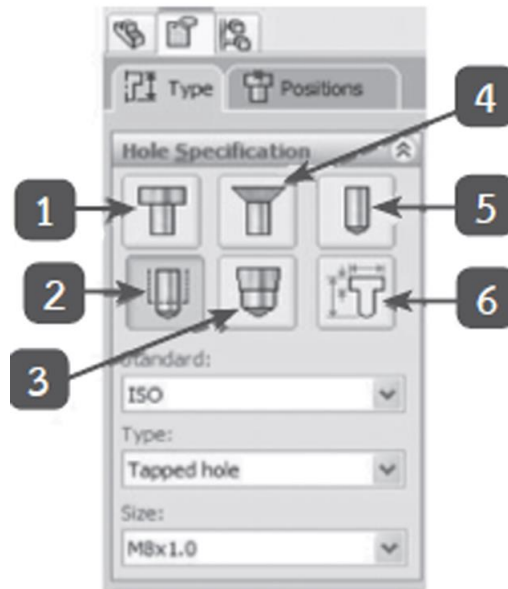 Type Positions
4
Hole Specification
1
5
2
6
3
Standard:
ISO
Type:
Tapped hole
Size:
M8x1.0